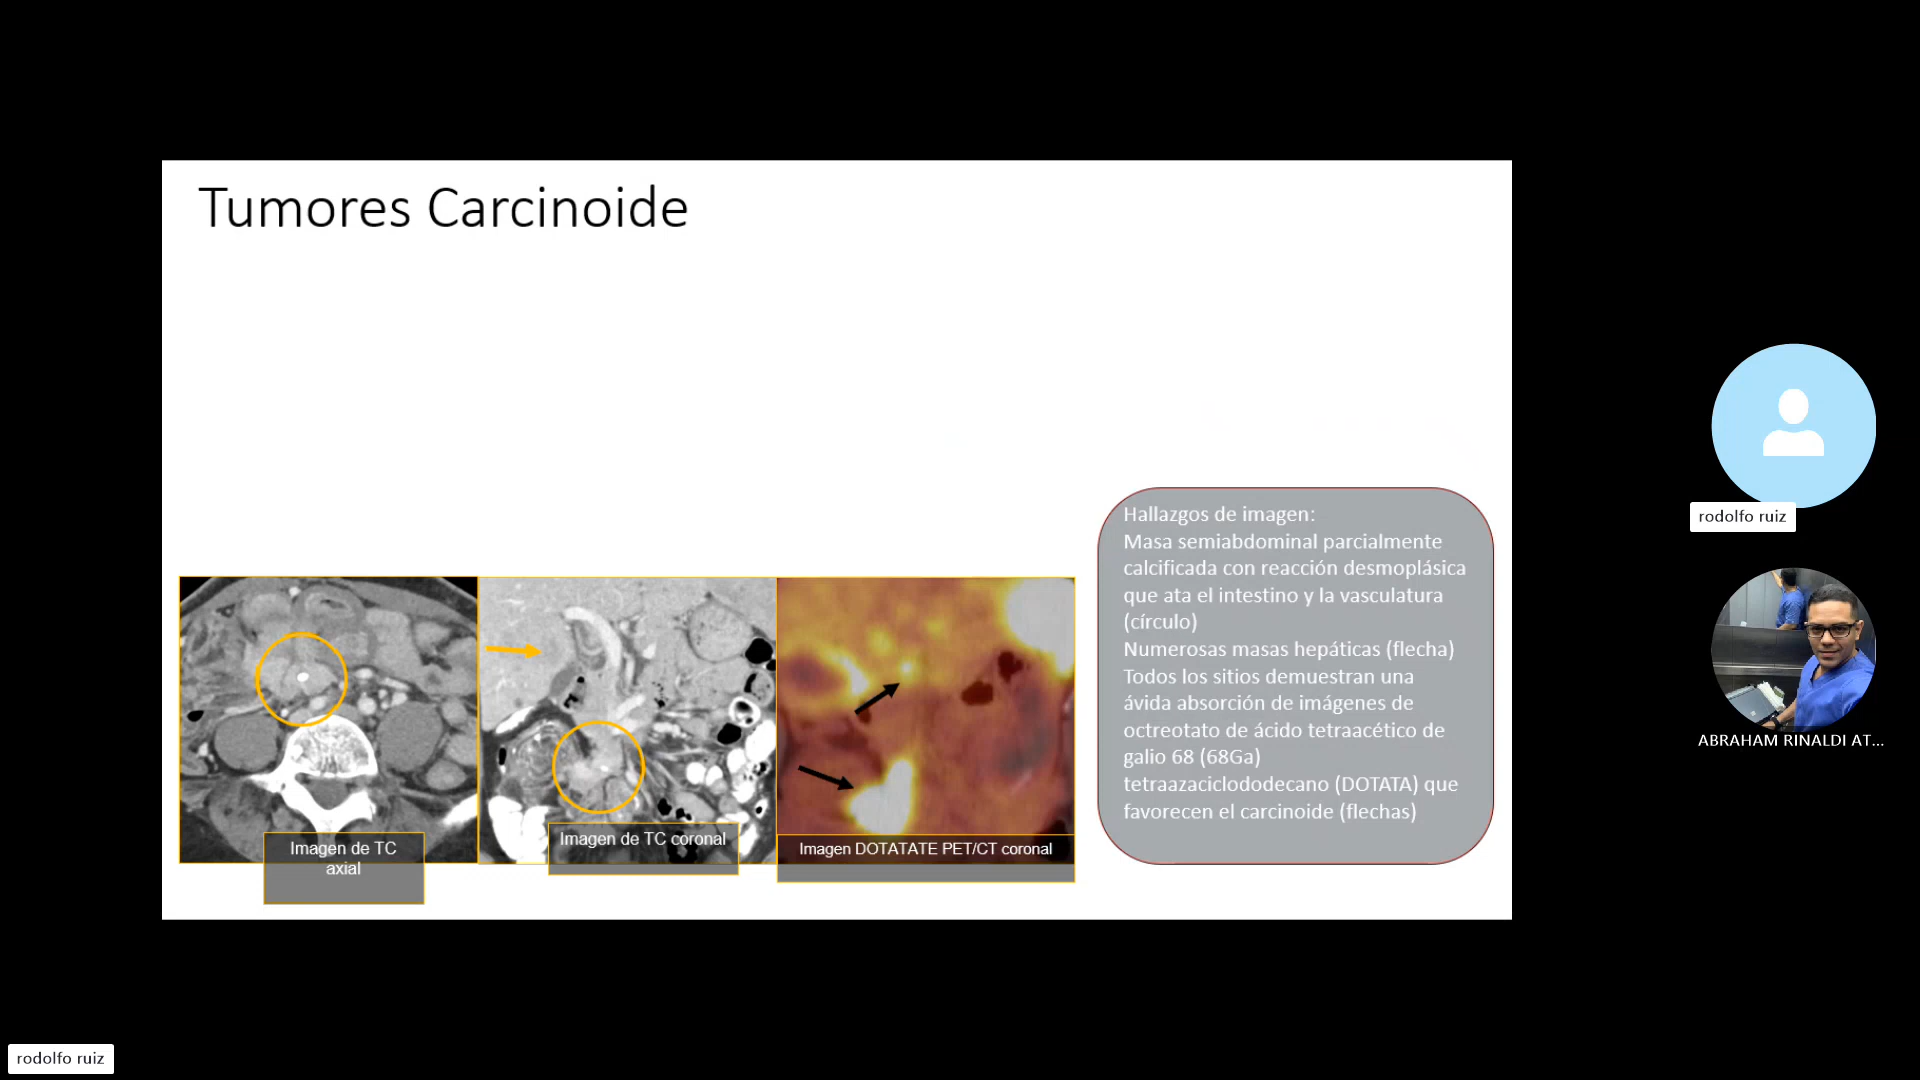 Tumores Carcinoide
Hallazgos de imagen:
Masa semiabdominal parcialmente
calcificada con reacción desmoplásica
que ata el intestino y la vasculatura
(círculo)
Numerosas masas hepáticas (flecha)
Todos los sitios demuestran una
ávida absorción de imágenes de
octreotato de ácido tetraacético de
galio 68 (68Ga)
tetraazaciclododecano (DOTATA) que
favorecen el carcinoide (flechas)
Imagen de TC
axial
Imagen de TC coronal
Imagen DOTATATE PET/CT coronal
rodolfo ruiz
ABRAHAM RINALDI AT...
rodolfo ruiz